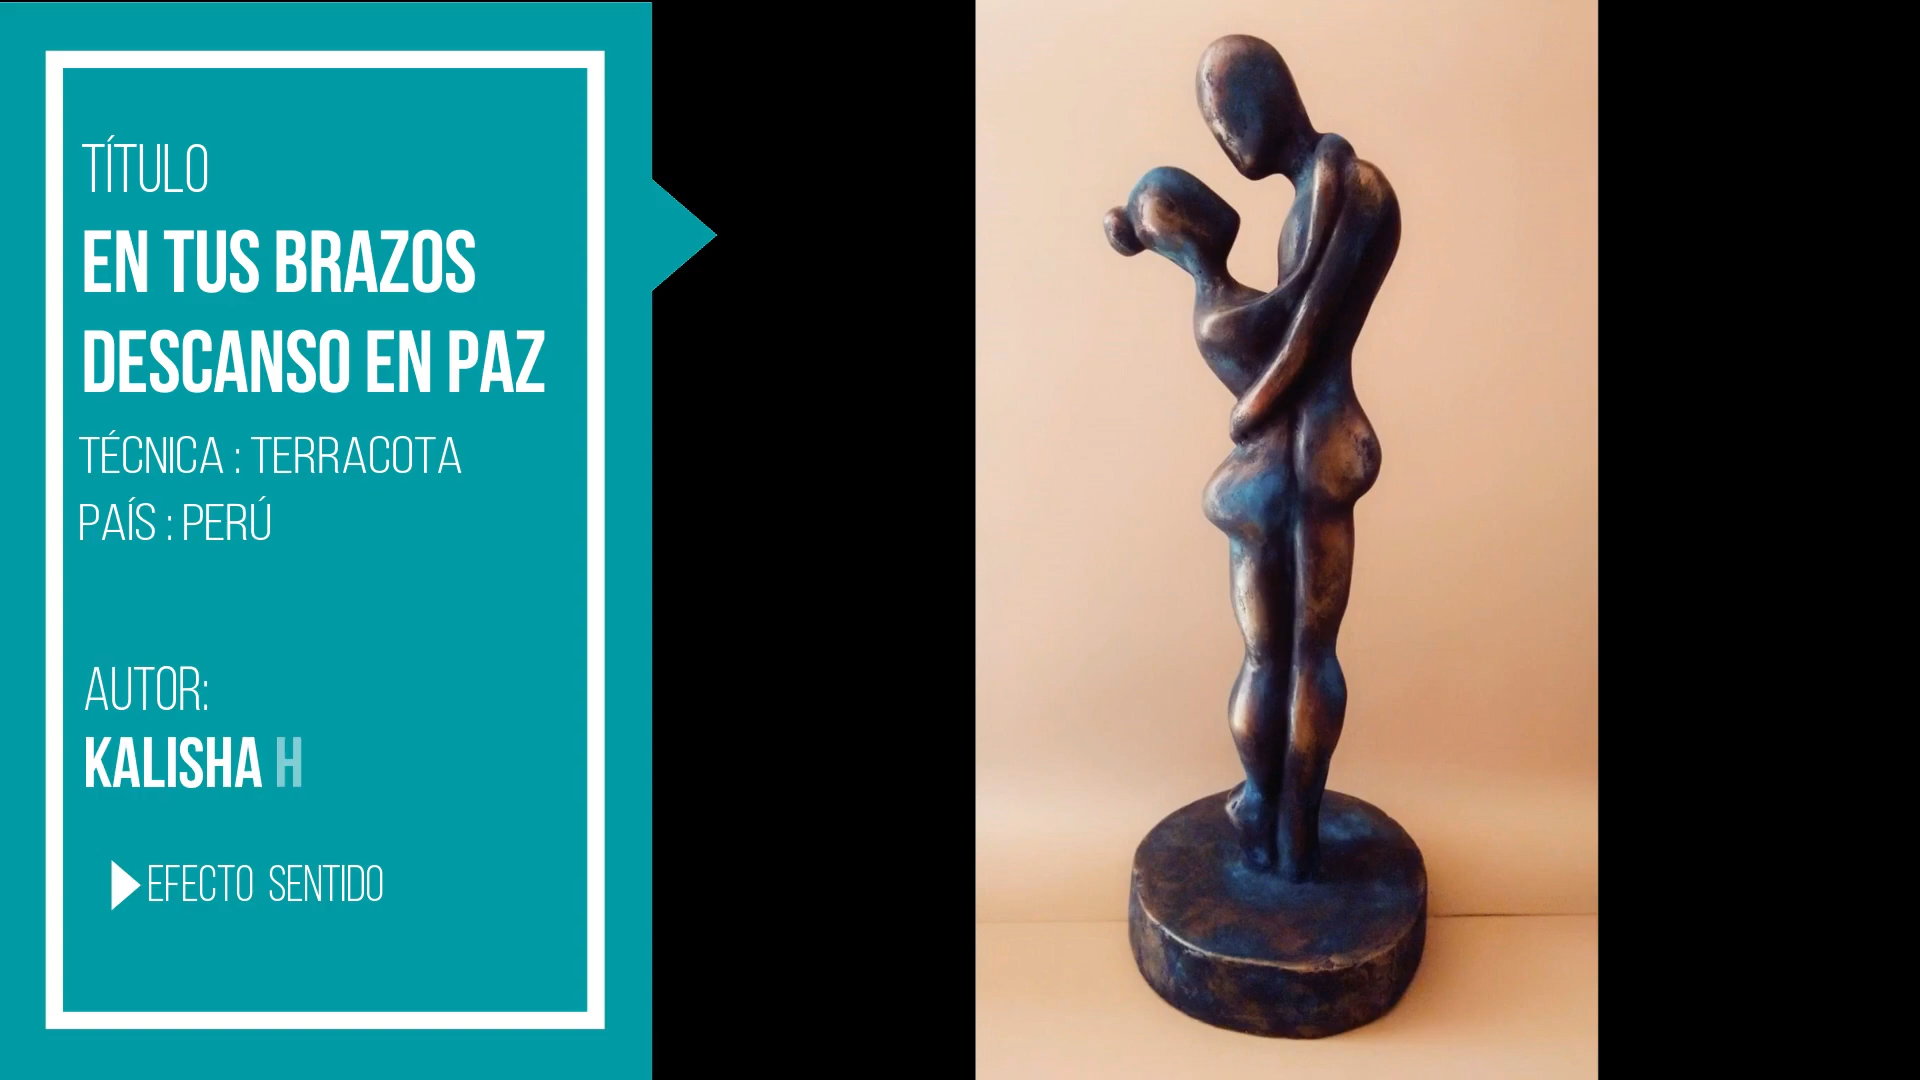 TÍTULO
EN TUS BRAZOS
DESCANSO EN PAZ
TÉCNICA : TERRACOTA
PAÍS : PERÚ
AUTOR:
KALISHA H
EFECTO SENTIDO